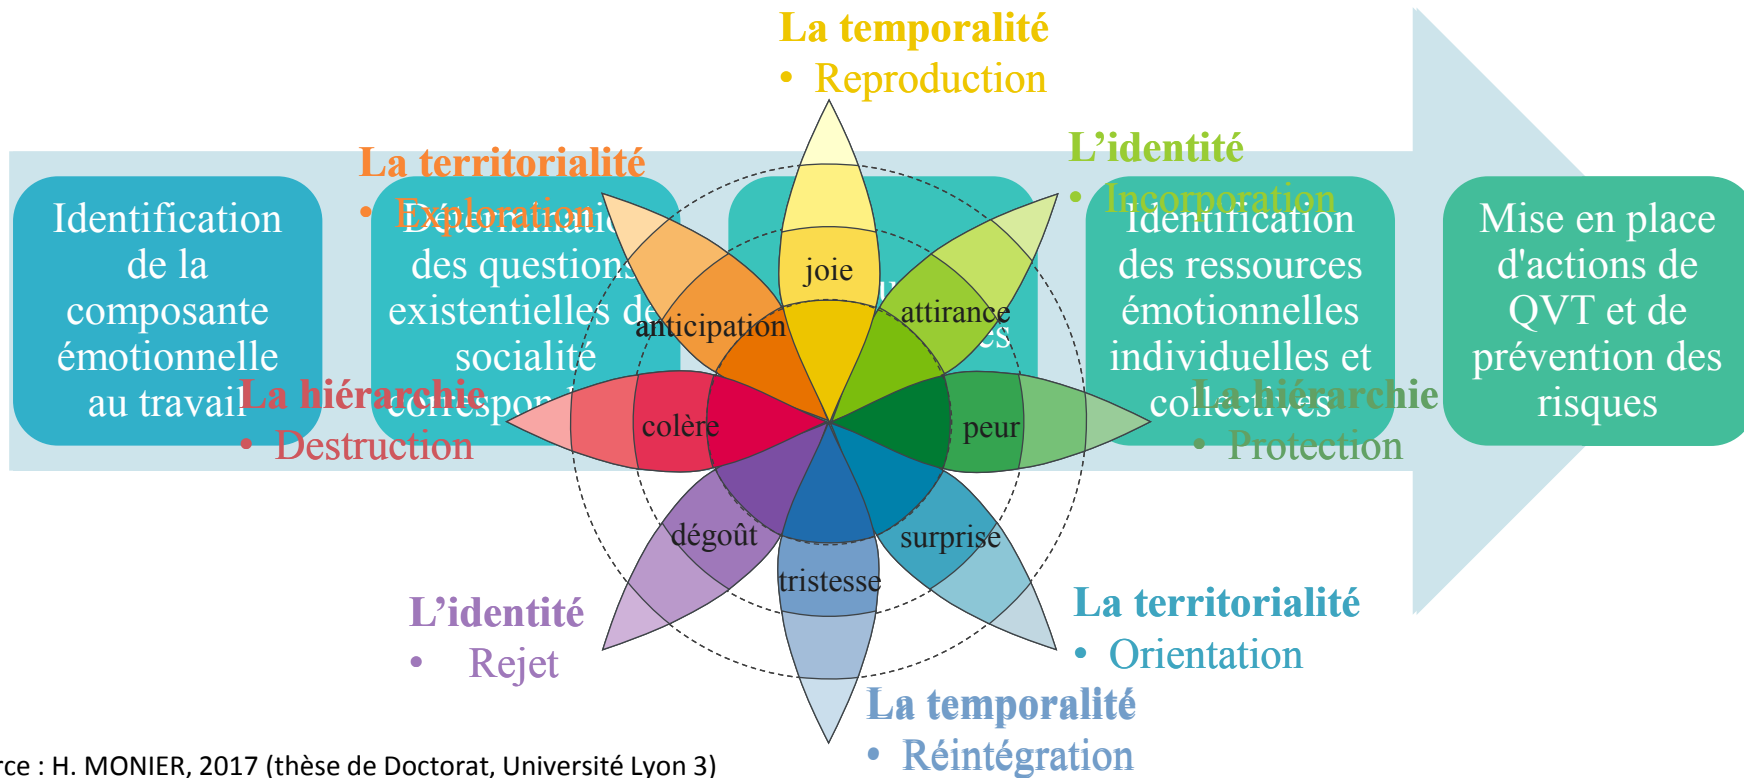 La temporalité
• Reproduction
La territorialité
• Exploration
L'identité
• Incorporation
Identification
de la
composante
émotionnelle
au travail
des questions
existentielles de
socialité
Identification
des ressources
émotionnelles
individuelles et
collectives
Mise en place
d'actions de
QVT et de
prévention des
risques
joie
anticipation
attirance
colère
peur
dégoût
surprise
tristesse
La hiérarchie
• Destruction
La hiérarchie
• Protection
L'identité
• Rejet
La territorialité
• Orientation
La temporalité
• Réintégration
rce : H. MONIER, 2017 (thèse de Doctorat, Université Lyon 3)